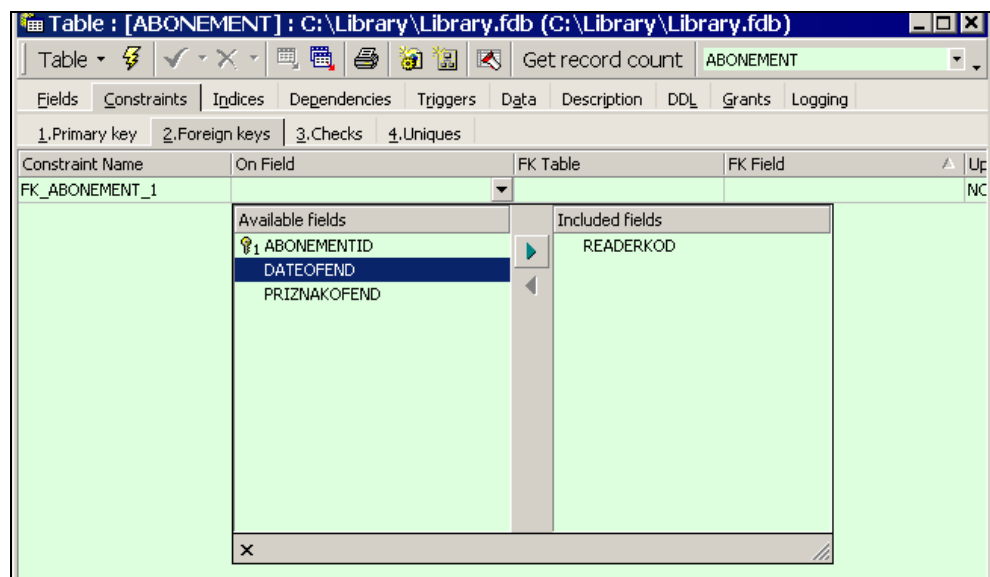 Table : [ABONEMENT] : C:\Library\Library.fdb (C:\Library\Library.fdb)
Table Get record count ABONEMENT
Fields Constraints Indices Dependencies Triggers Data Description DDL Grants Logging
1.Primary key 2.Foreign keys 3.Checks 4.Uniques
Constraint Name On Field FK Table FK Field Up
FK_ABONEMENT_1 NO
Available fields Included fields
1 ABONEMENTID READERKOD
DATEOFEND
PRIZNAKOFEND